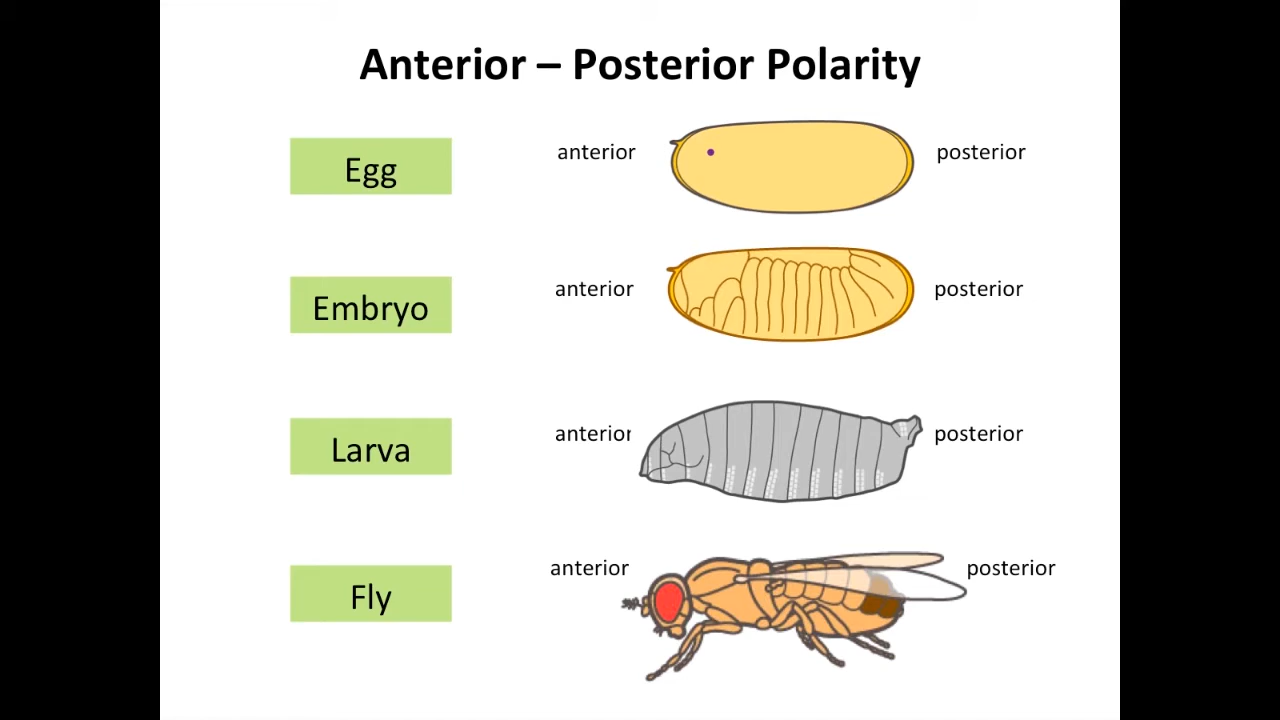 Anterior – Posterior Polarity
Egg
anterior
posterior
Embryo
anterior
posterior
Larva
anterior
posterior
Fly
anterior
posterior